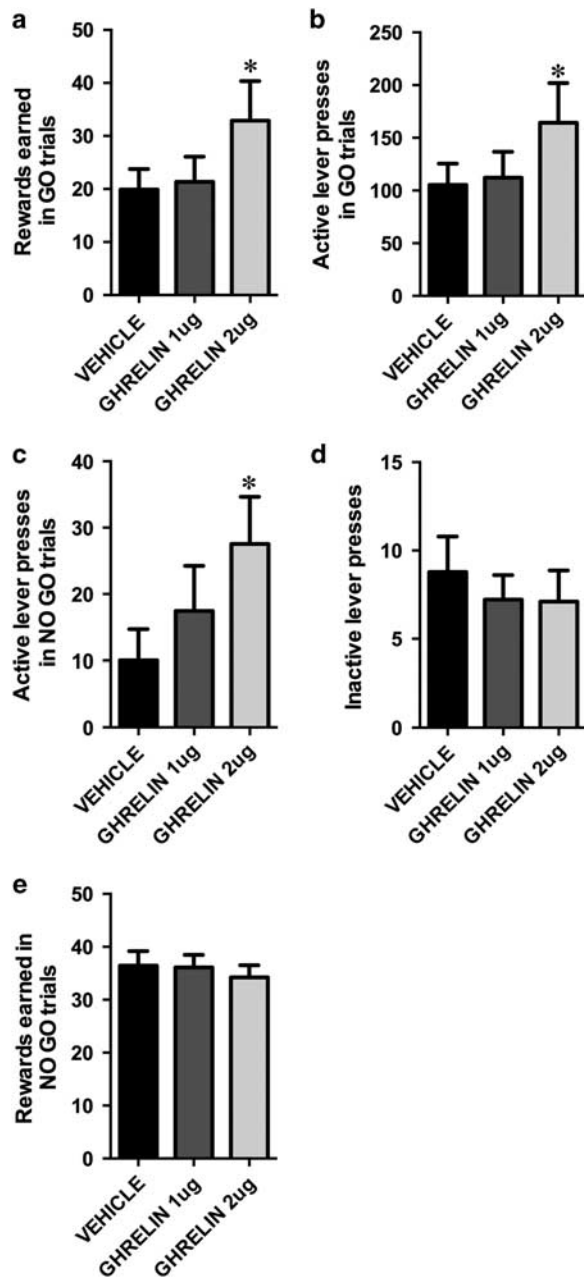 a
Rewards earned
in GO trials
50
40
30
20
10
0
*
VEHICLE
GHRELIN 1ug
GHRELIN 2ug
b
Active lever presses
in GO trials
250
200
150
100
50
0
*
VEHICLE
GHRELIN 1ug
GHRELIN 2ug
c
Active lever presses
in NO GO trials
40
30
20
10
0
*
VEHICLE
GHRELIN 1ug
GHRELIN 2ug
d
Inactive lever presses
15
10
5
0
VEHICLE
GHRELIN 1ug
GHRELIN 2ug
e
Rewards earned in
NO GO trials
50
40
30
20
10
0
VEHICLE
GHRELIN 1ug
GHRELIN 2ug